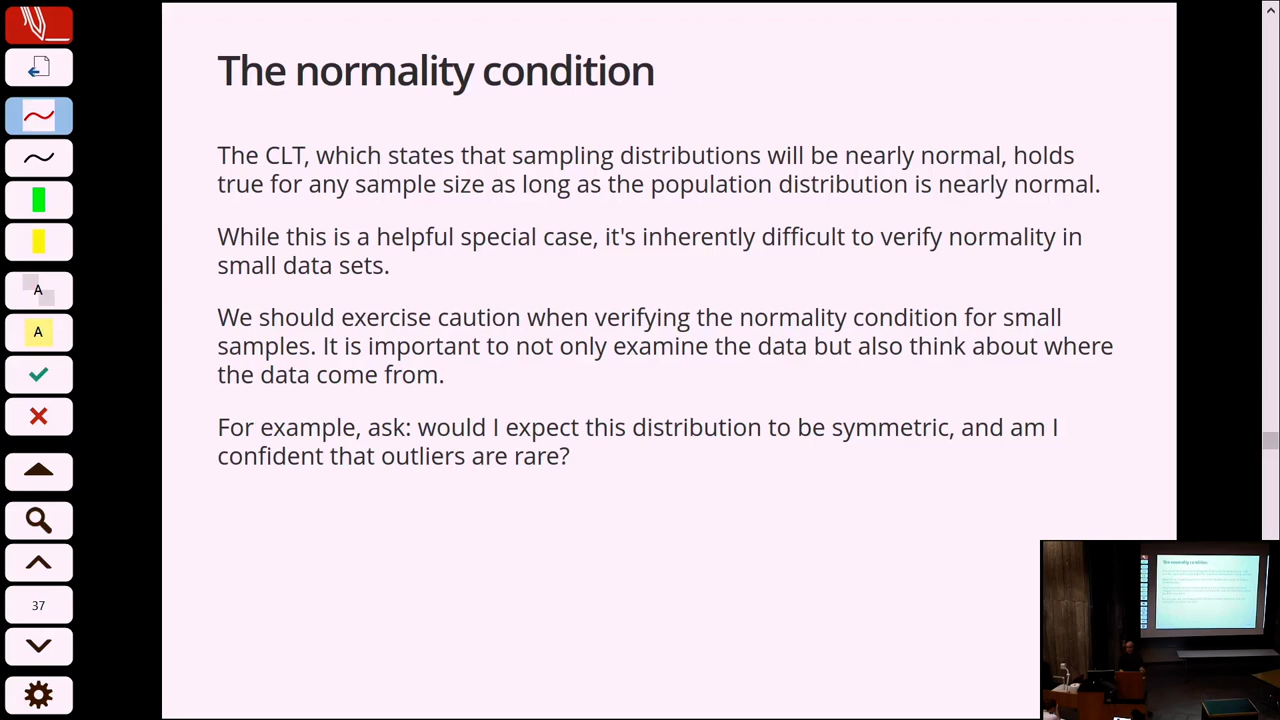 The normality condition
The CLT, which states that sampling distributions will be nearly normal, holds
true for any sample size as long as the population distribution is nearly normal.
While this is a helpful special case, it's inherently difficult to verify normality in
small data sets.
We should exercise caution when verifying the normality condition for small
samples. It is important to not only examine the data but also think about where
the data come from.
For example, ask: would I expect this distribution to be symmetric, and am I
confident that outliers are rare?
A
A
37
The normality condition